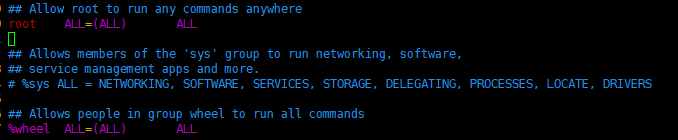 ## Allow root to run any commands anywhere
root    ALL=(ALL)       ALL
## Allows members of the 'sys' group to run networking, software,
## service management apps and more.
# %sys ALL = NETWORKING, SOFTWARE, SERVICES, STORAGE, DELEGATING, PROCESSES, LOCATE, DRIVERS
## Allows people in group wheel to run all commands
%wheel  ALL=(ALL)       ALL